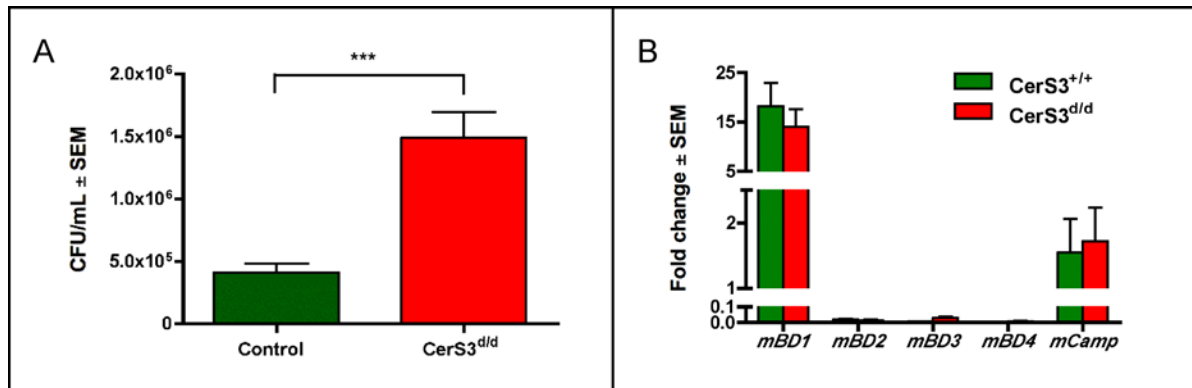 A
***
CFU/mL ± SEM
2.0x10⁶
1.5x10⁶
1.0x10⁶
5.0x10⁵
0
Control
CerS3ᵈ/ᵈ
B
CerS3⁺/⁺
CerS3ᵈ/ᵈ
Fold change ± SEM
25
15
5
2
1
0.1
0.0
mBD1 mBD2 mBD3 mBD4 mCamp